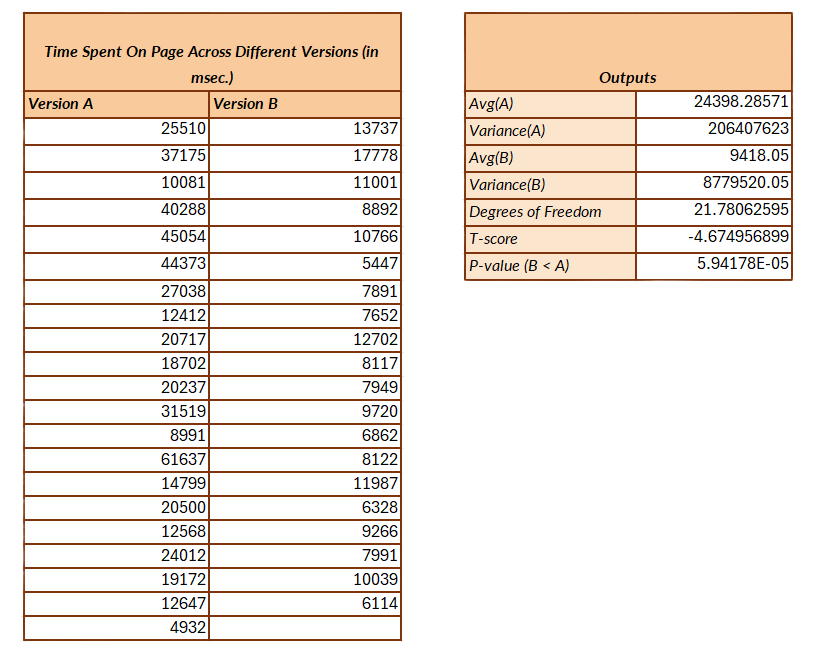 Time Spent On Page Across Different Versions (in
msec.)
Version A Version B
25510 13737
37175 17778
10081 11001
40288 8892
45054 10766
44373 5447
27038 7891
12412 7652
20717 12702
18702 8117
20237 7949
31519 9720
8991 6862
61637 8122
14799 11987
20500 6328
12568 9266
24012 7991
19172 10039
12647 6114
4932
Outputs
Avg(A) 24398.28571
Variance(A) 206407623
Avg(B) 9418.05
Variance(B) 8779520.05
Degrees of Freedom 21.78062595
T-score -4.674956899
P-value (B < A) 5.94178E-05